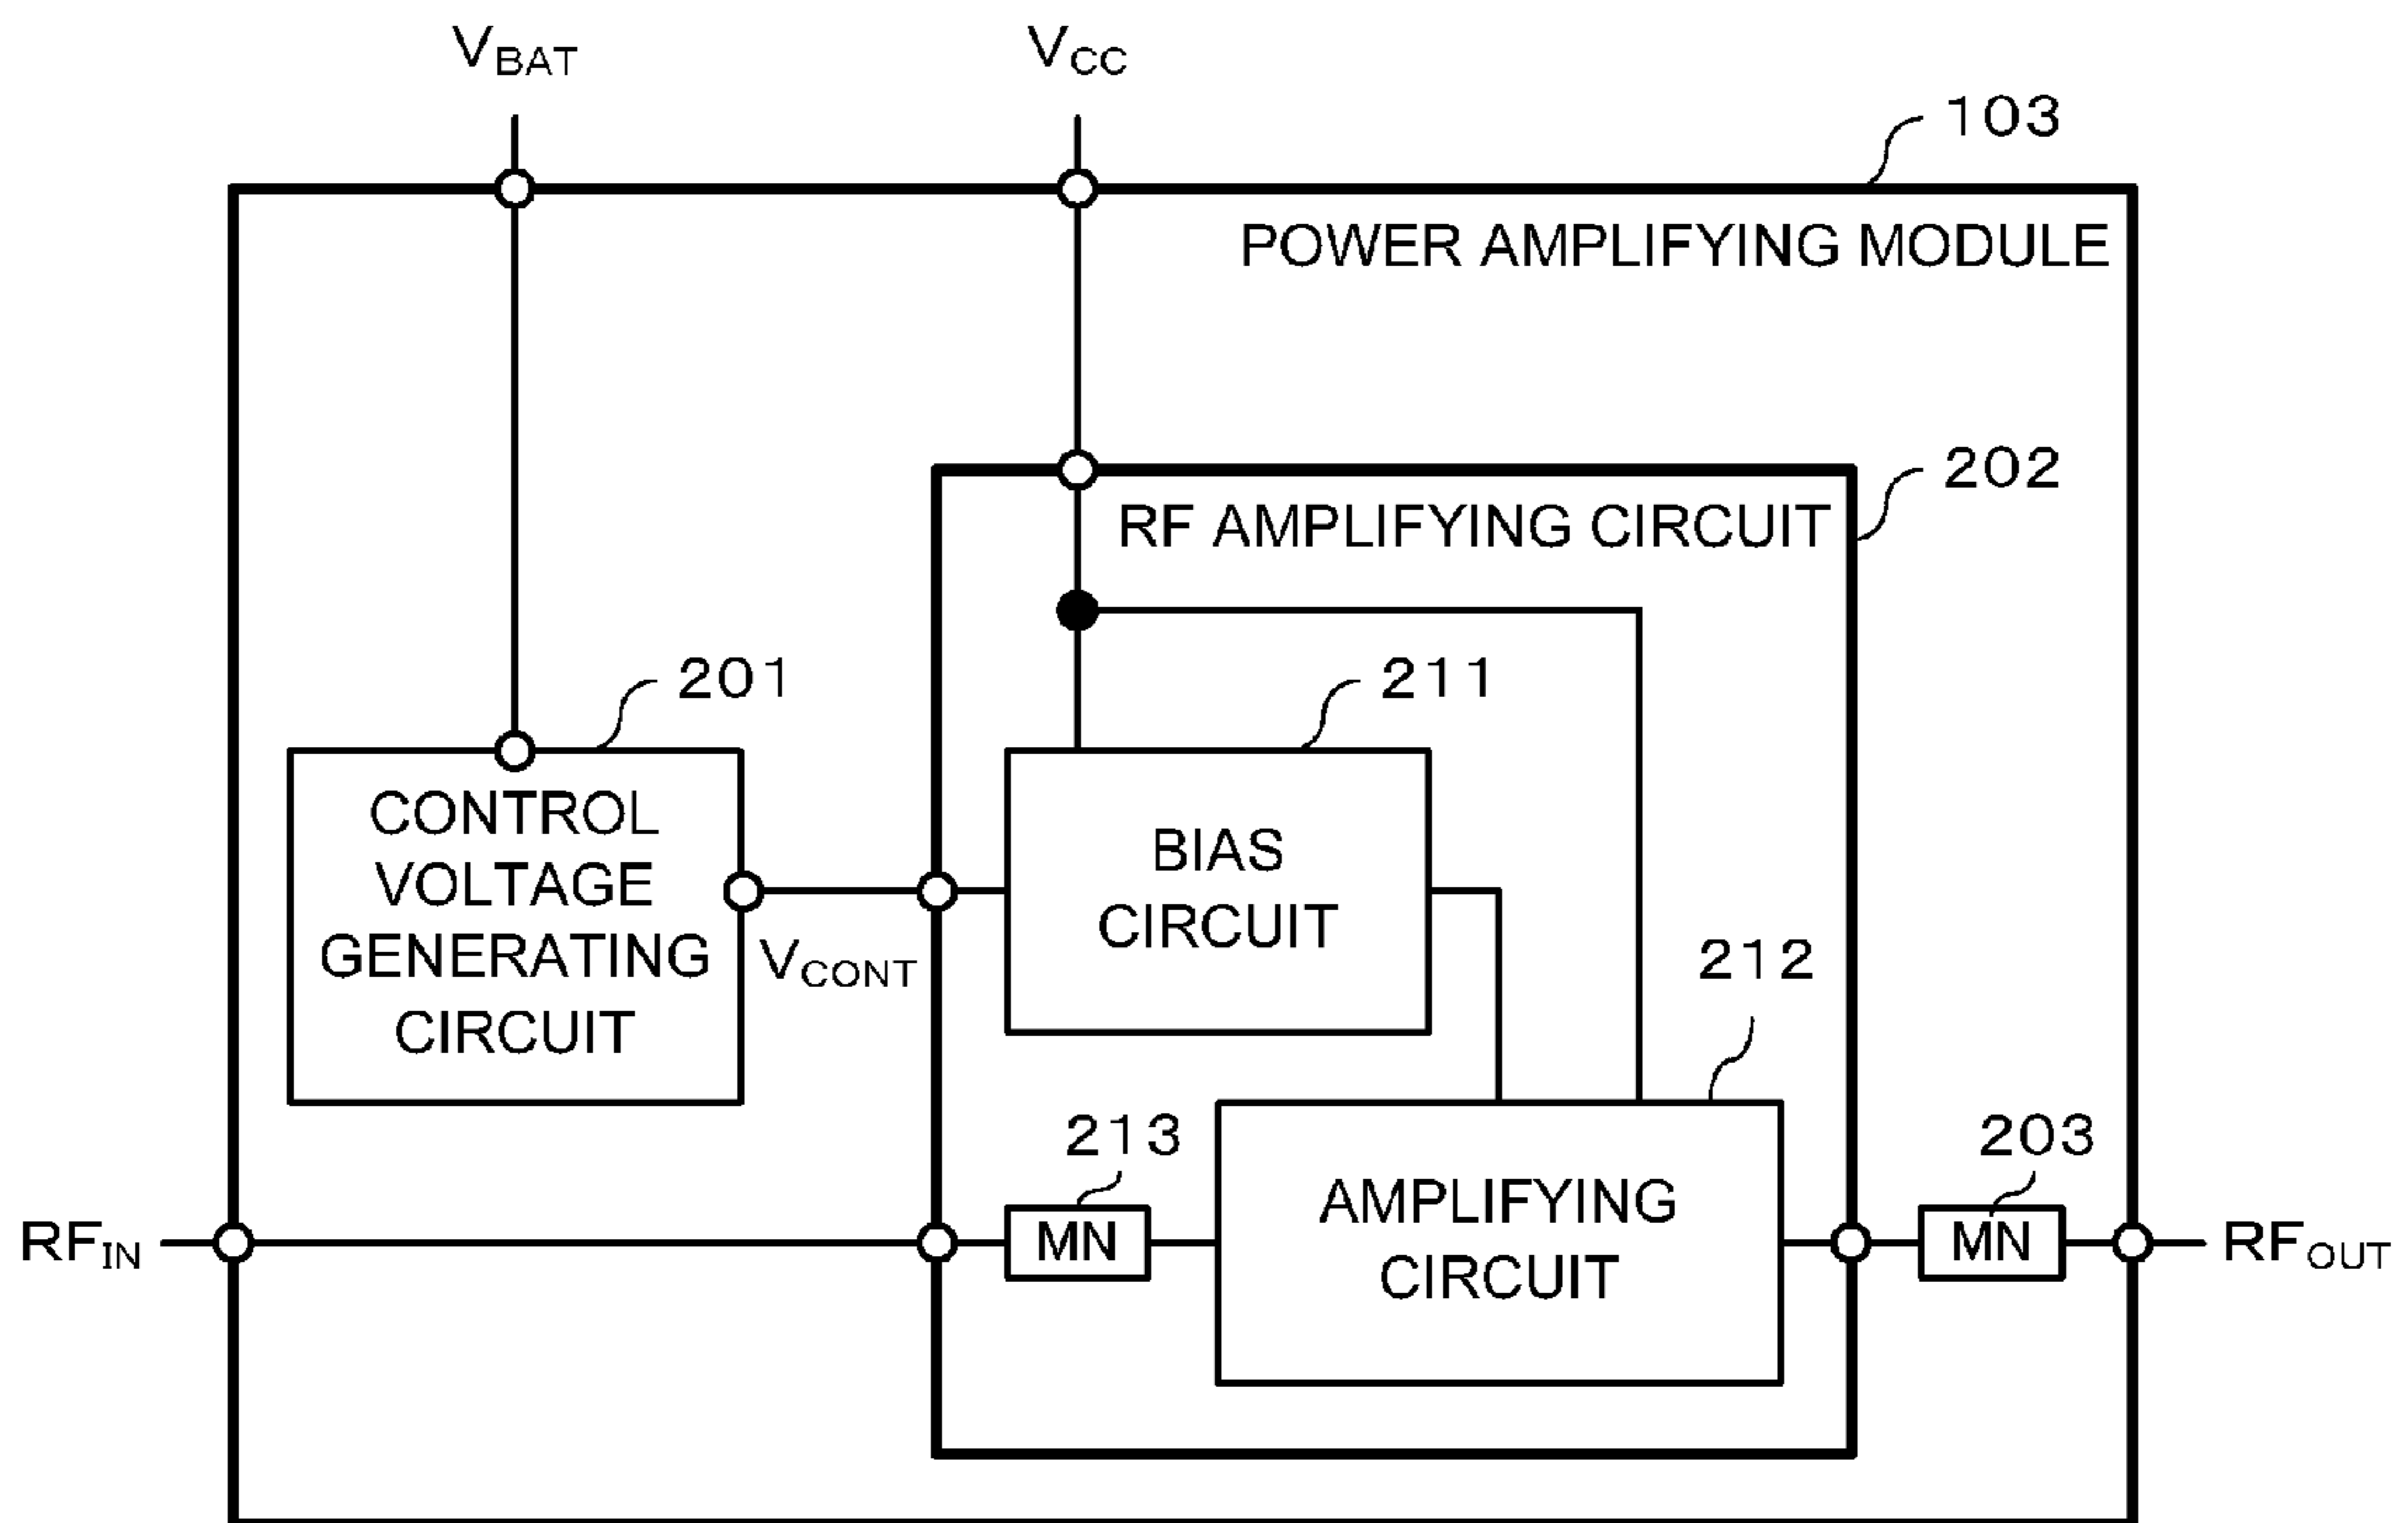 VBAT
VCC
103
POWER AMPLIFYING MODULE
202
RF AMPLIFYING CIRCUIT
201
211
CONTROL
VOLTAGE
GENERATING
CIRCUIT
BIAS
CIRCUIT
VCONT
212
213
203
RFIN
MN
AMPLIFYING
CIRCUIT
MN
RFOUT